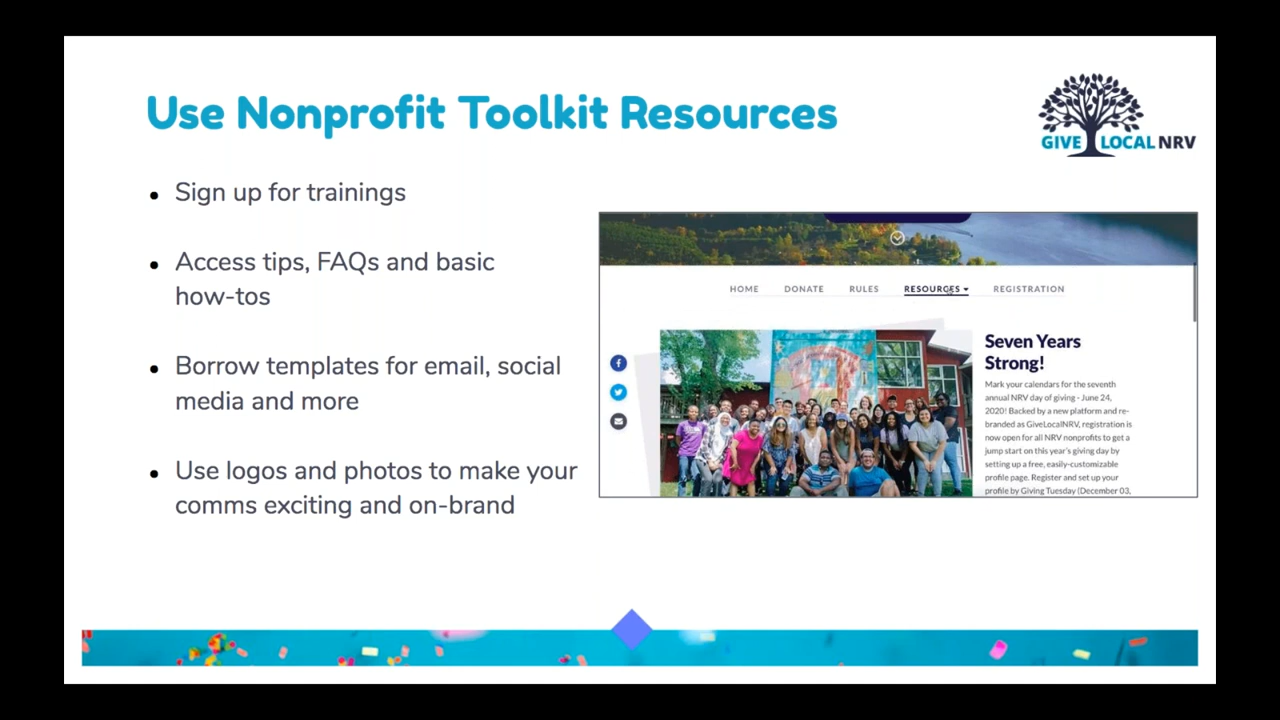 Use Nonprofit Toolkit Resources
GIVE LOCAL NRV
• Sign up for trainings
• Access tips, FAQs and basic
how-tos
• Borrow templates for email, social
media and more
• Use logos and photos to make your
comms exciting and on-brand
HOME DONATE RULES RESOURCES REGISTRATION
Seven Years
Strong!
Mark your calendars for the seventh
annual NRV day of giving - June 24,
2020! Backed by a new platform and re-
branded as GiveLocalNRV, registration is
now open for all NRV nonprofits to get a
jump start on this year's giving day by
setting up a free, easily-customizable
profile page. Register and set up your
profile by Giving Tuesday (December 03,